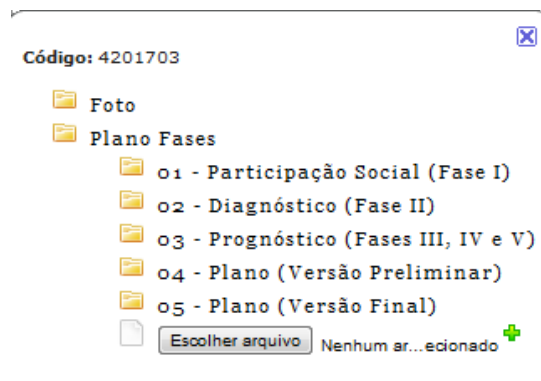 Código: 4201703
Foto
Plano Fases
01 - Participação Social (Fase I)
02 - Diagnóstico (Fase II)
03 - Prognóstico (Fases III, IV e V)
04 - Plano (Versão Preliminar)
05 - Plano (Versão Final)
Escolher arquivo Nenhum ar...ecionado